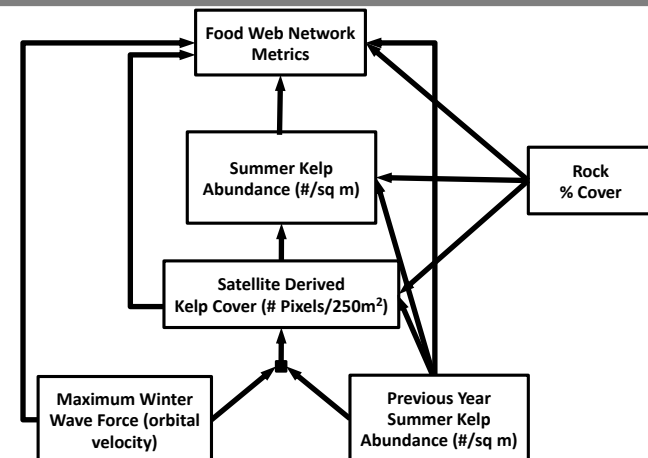 Food Web Network
Metrics
Summer Kelp
Abundance (#/sq m)
Rock
% Cover
Satellite Derived
Kelp Cover (# Pixels/250m²)
Maximum Winter
Wave Force (orbital
velocity)
Previous Year
Summer Kelp
Abundance (#/sq m)